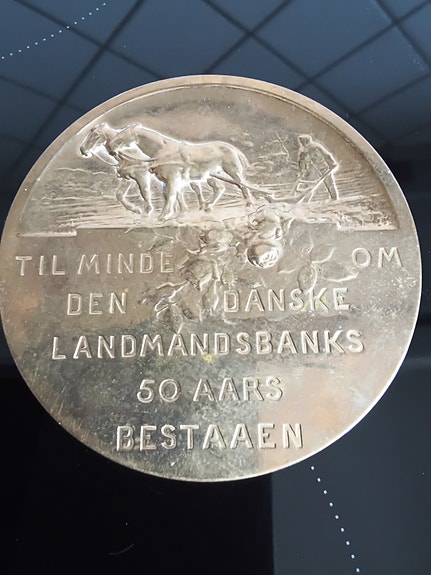 TIL MINDE OM
DEN DANSKE
LANDMANDSBANKS
50 AARS
BESTAAEN